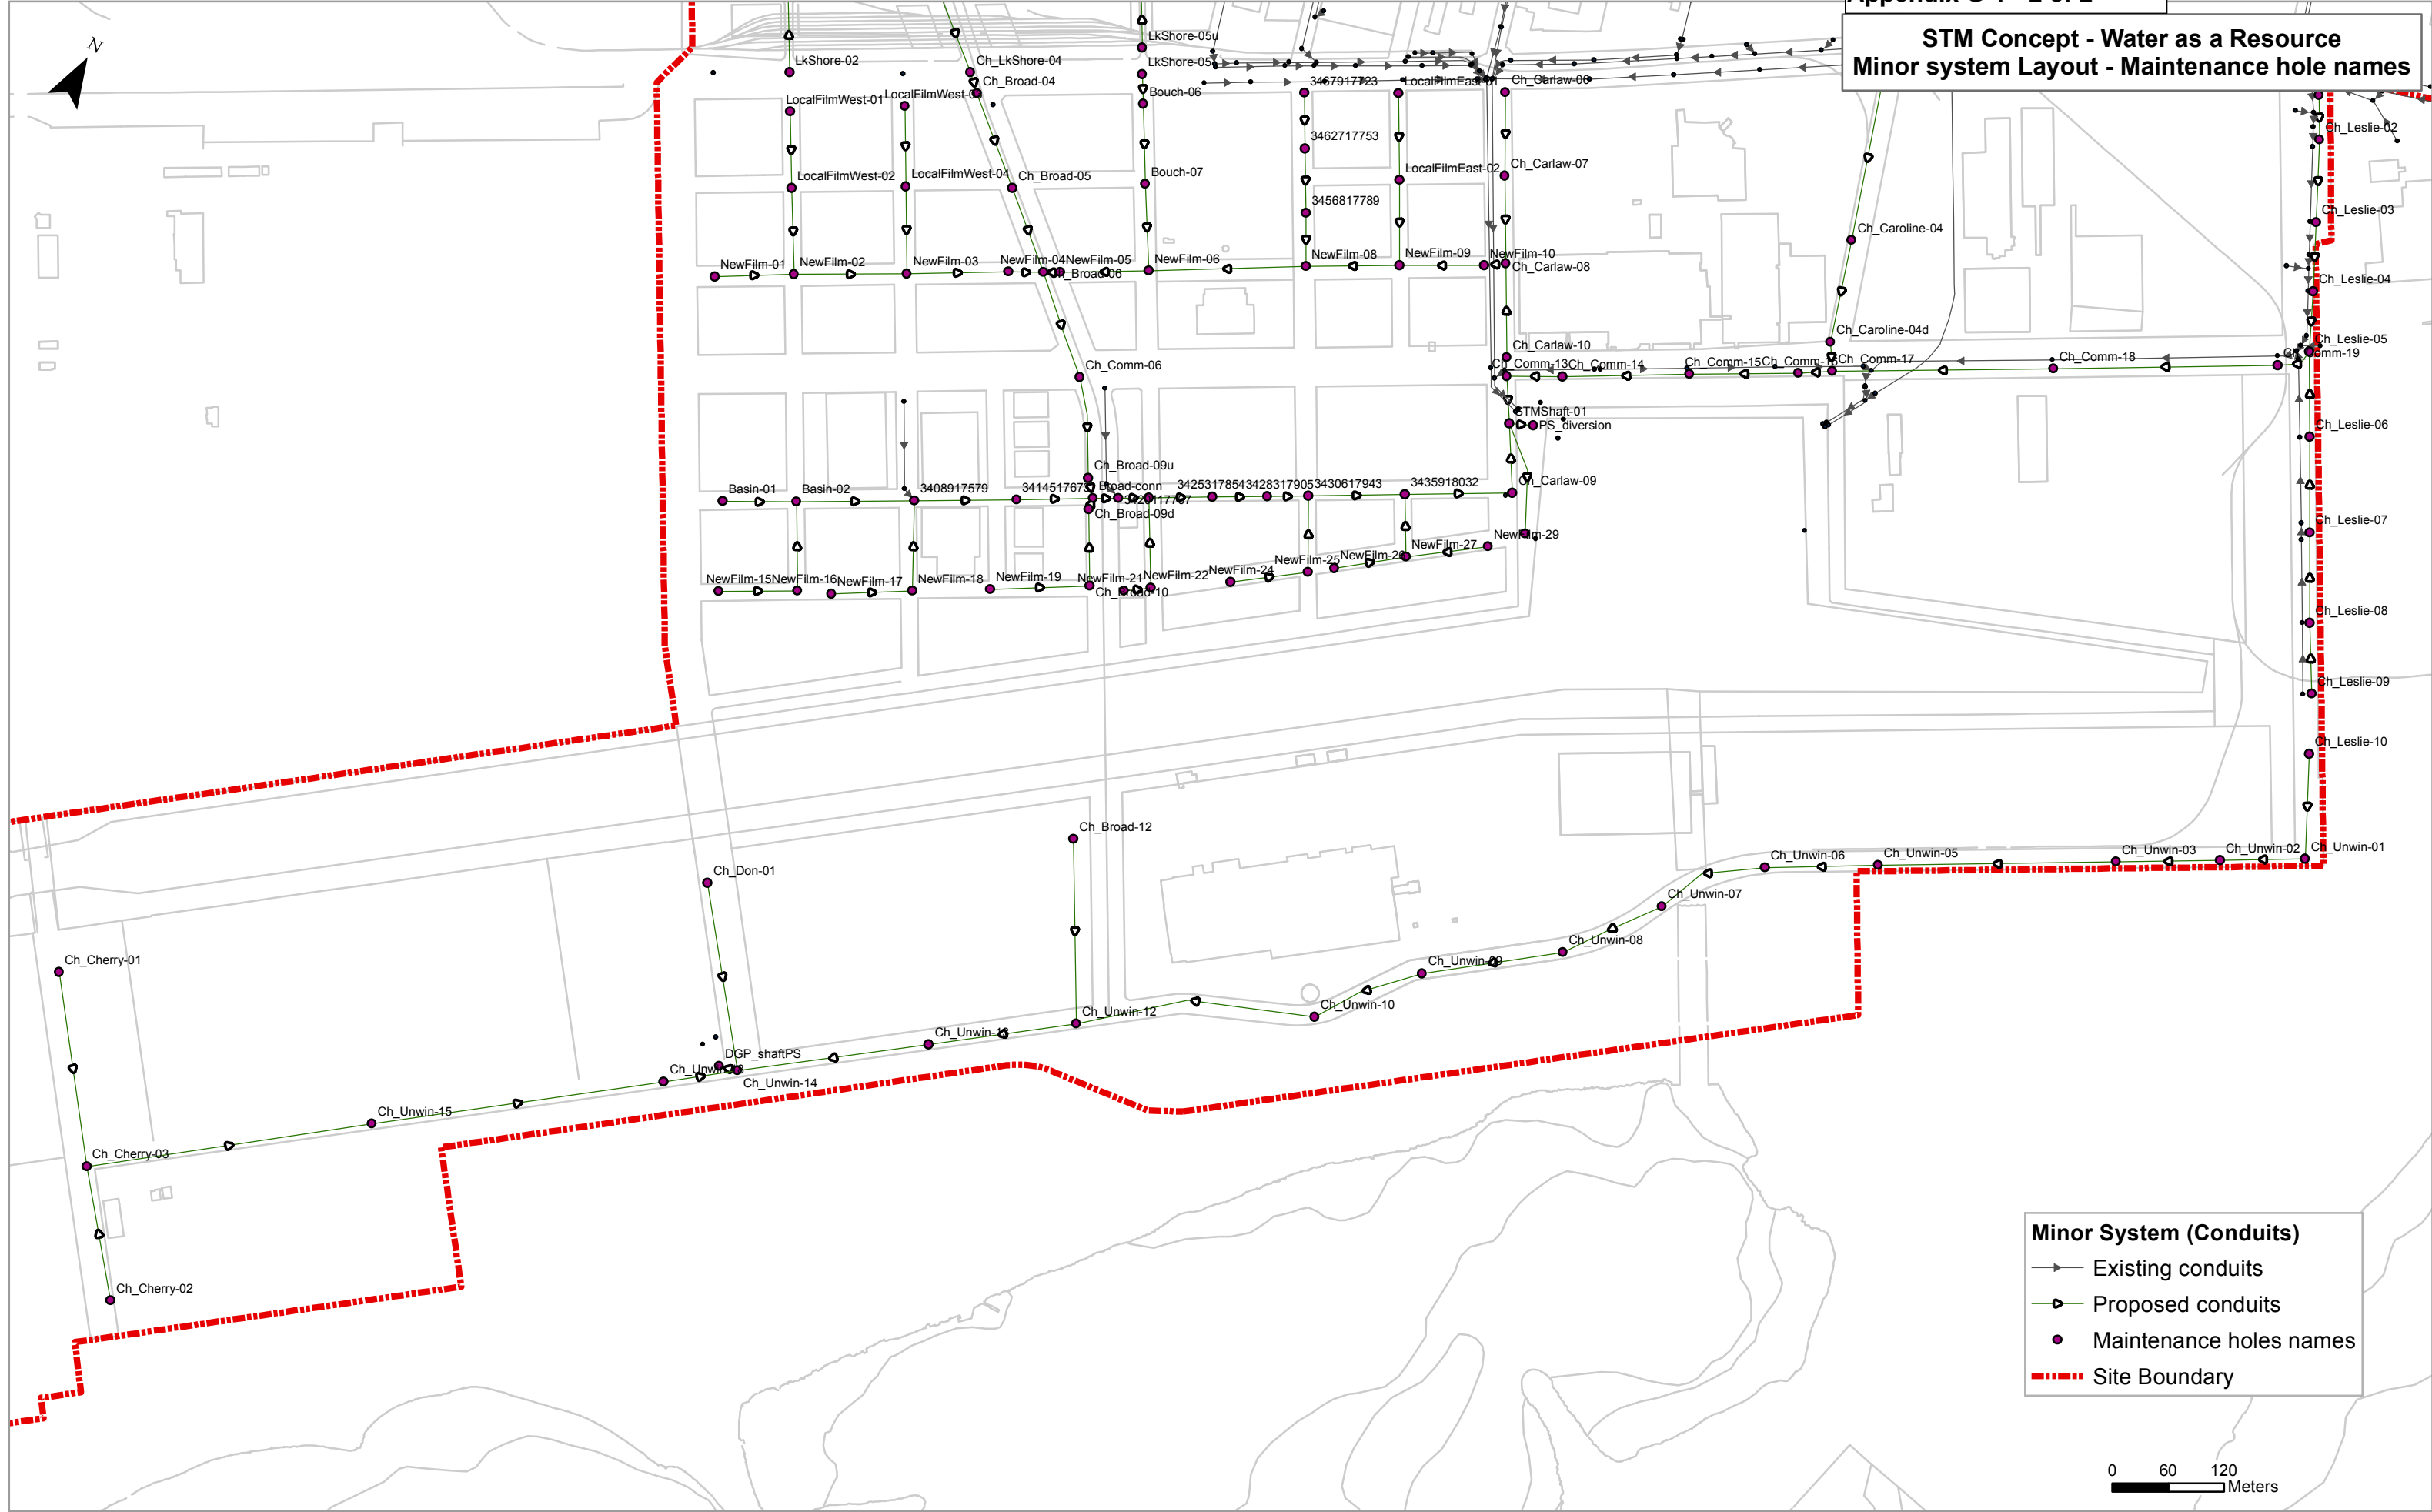 STM Concept - Water as a Resource
Minor system Layout - Maintenance hole names
N
LkShore-05u
LkShore-02
Ch_LkShore-04
LkShore-05
Ch_Broad-04
3467917723
LocalFilmEast-01
Ch_Carlaw-06
LocalFilmWest-01
Bouch-06
3462717753
Ch_Leslie-02
LocalFilmWest-02
LocalFilmWest-04
Ch_Broad-05
Bouch-07
LocalFilmEast-02
Ch_Carlaw-07
3456817789
Ch_Leslie-03
Ch_Caroline-04
NewFilm-01
NewFilm-02
NewFilm-03
NewFilm-04
NewFilm-05
NewFilm-06
NewFilm-08
NewFilm-09
NewFilm-10
Ch_Carlaw-08
Ch_Leslie-04
Ch_Caroline-04d
Ch_Leslie-05
Ch_Carlaw-10
Ch_Comm-06
Ch_Comm-13
Ch_Comm-14
Ch_Comm-15
Ch_Comm-17
Ch_Comm-18
STMShaft-01
PS_diversion
Ch_Leslie-06
Ch_Broad-09u
Basin-01
Basin-02
3408917579
Broad-conn
3425317854
3428317905
3430617943
3435918032
Ch_Carlaw-09
Ch_Broad-09d
Ch_Leslie-07
NewFilm-29
NewFilm-27
NewFilm-26
NewFilm-25
NewFilm-24
NewFilm-15
NewFilm-16
NewFilm-17
NewFilm-18
NewFilm-19
NewFilm-21
NewFilm-22
Ch_Broad-10
Ch_Leslie-08
Ch_Leslie-09
Ch_Leslie-10
Ch_Broad-12
Ch_Unwin-06
Ch_Unwin-05
Ch_Unwin-03
Ch_Unwin-02
Ch_Unwin-01
Ch_Don-01
Ch_Unwin-07
Ch_Unwin-08
Ch_Cherry-01
Ch_Unwin-09
Ch_Unwin-10
Ch_Unwin-12
DGP_shaftPS
Ch_Unwin-14
Ch_Unwin-15
Ch_Cherry-03
Ch_Cherry-02
Minor System (Conduits)
Existing conduits
Proposed conduits
Maintenance holes names
Site Boundary
0 60 120
Meters